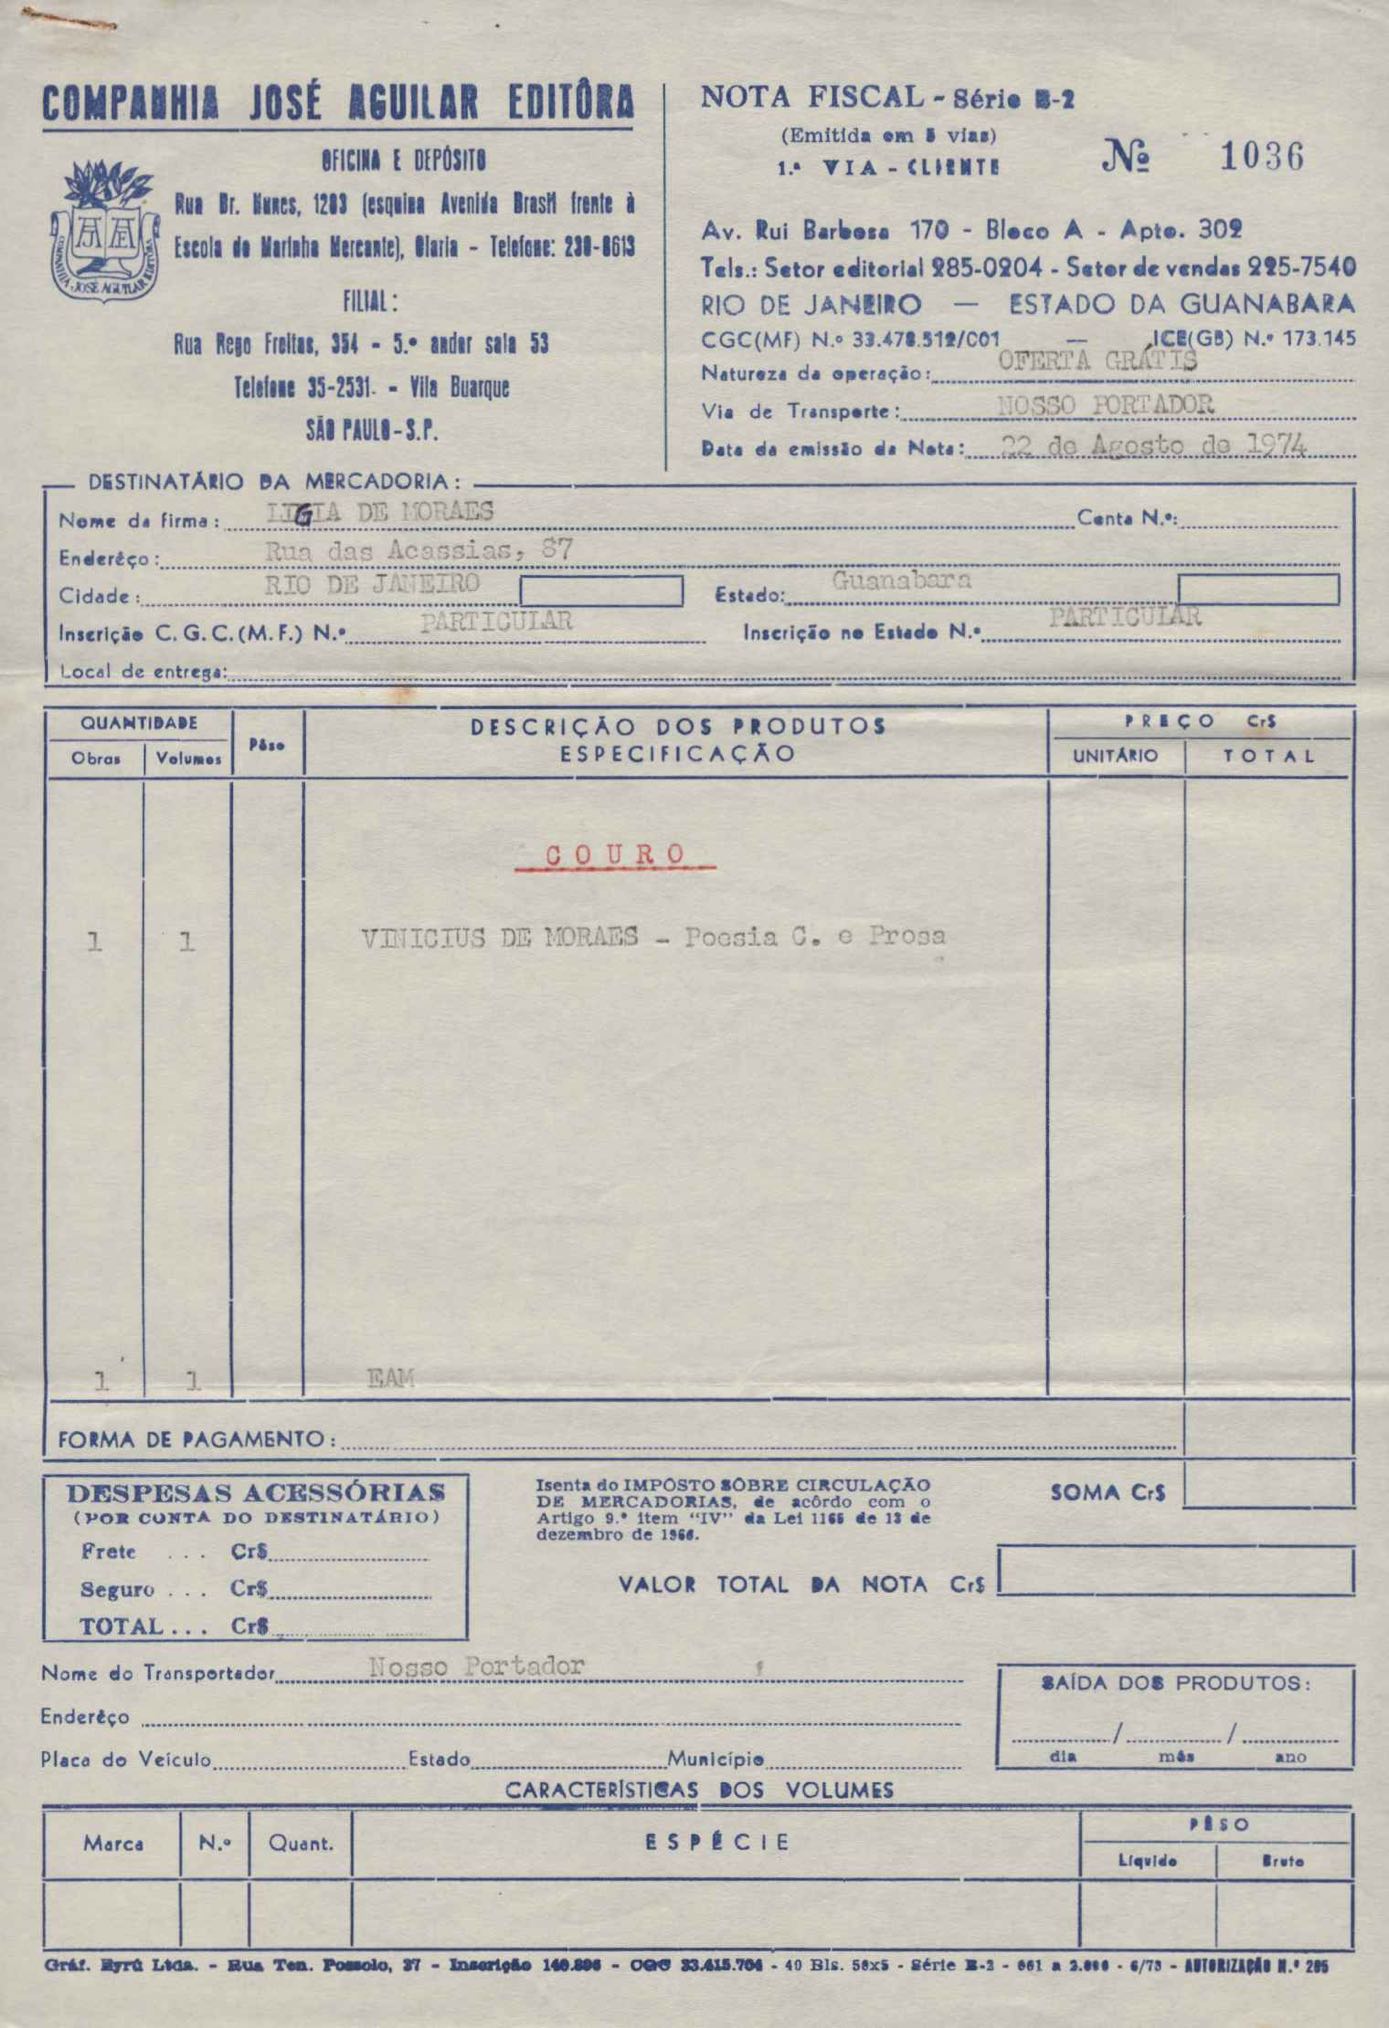 COMPANHIA JOSÉ AGUILAR EDITÔRA
OFICINA E DEPÓSITO
Rua Dr. Nunes, 1203 (esquina Avenida Brasil frente à
Escola de Marinha Mercante), Olaria - Telefone: 230-8613
COMPANHIA JOSÉ AGUILAR EDITORA
FILIAL:
Rua Rego Freitas, 354 - 5.º andar sala 53
Telefone 35-2531. - Vila Buarque
SÃO PAULO - S.P.
NOTA FISCAL - Série B-2
(Emitida em 5 vias)
1.ª VIA - CLIENTE
Nº 1036
Av. Rui Barbosa 170 - Bloco A - Apto. 302
Tels.: Setor editorial 285-0204 - Setor de vendas 225-7540
RIO DE JANEIRO — ESTADO DA GUANABARA
CGC(MF) N.º 33.478.512/001 — ICE(GB) N.º 173.145
Natureza da operação: OFERTA GRÁTIS
Via de Transporte: NOSSO PORTADOR
Data da emissão da Nota: 22 de Agosto de 1974
DESTINATÁRIO DA MERCADORIA:
Nome da firma: LIGIA DE MORAES Conta N.º:
Enderêço: Rua das Acassias, 87
Cidade: RIO DE JANEIRO Estado: Guanabara
Inscrição C. G. C. (M. F.) N.º PARTICULAR Inscrição no Estado N.º PARTICULAR
Local de entrega:
QUANTIDADE
Obras Volumes
Pêso
DESCRIÇÃO DOS PRODUTOS
ESPECIFICAÇÃO
PREÇO Cr$
UNITÁRIO TOTAL
COURO
1 1 VINICIUS DE MORAES - Poesia C. e Prosa
1 1 EAM
FORMA DE PAGAMENTO:
DESPESAS ACESSÓRIAS
(POR CONTA DO DESTINATÁRIO)
Frete ... Cr$
Seguro ... Cr$
TOTAL ... Cr$
Isenta do IMPÔSTO SÔBRE CIRCULAÇÃO
DE MERCADORIAS, de acôrdo com o
Artigo 9.º item "IV" da Lei 1165 de 13 de
dezembro de 1966.
SOMA Cr$
VALOR TOTAL DA NOTA Cr$
Nome do Transportador Nosso Portador
Enderêço
Placa do Veículo Estado Município
SAÍDA DOS PRODUTOS:
/ /
dia mês ano
CARACTERÍSTICAS DOS VOLUMES
Marca N.º Quant. ESPÉCIE
PÊSO
Líquido Bruto
Gráf. Byrú Ltda. - Rua Ten. Possolo, 37 - Inscrição 140.896 - CGC 33.415.704 - 40 Bls. 50x5 - Série B-2 - 001 a 2.000 - 6/73 - AUTORIZAÇÃO N.º 205